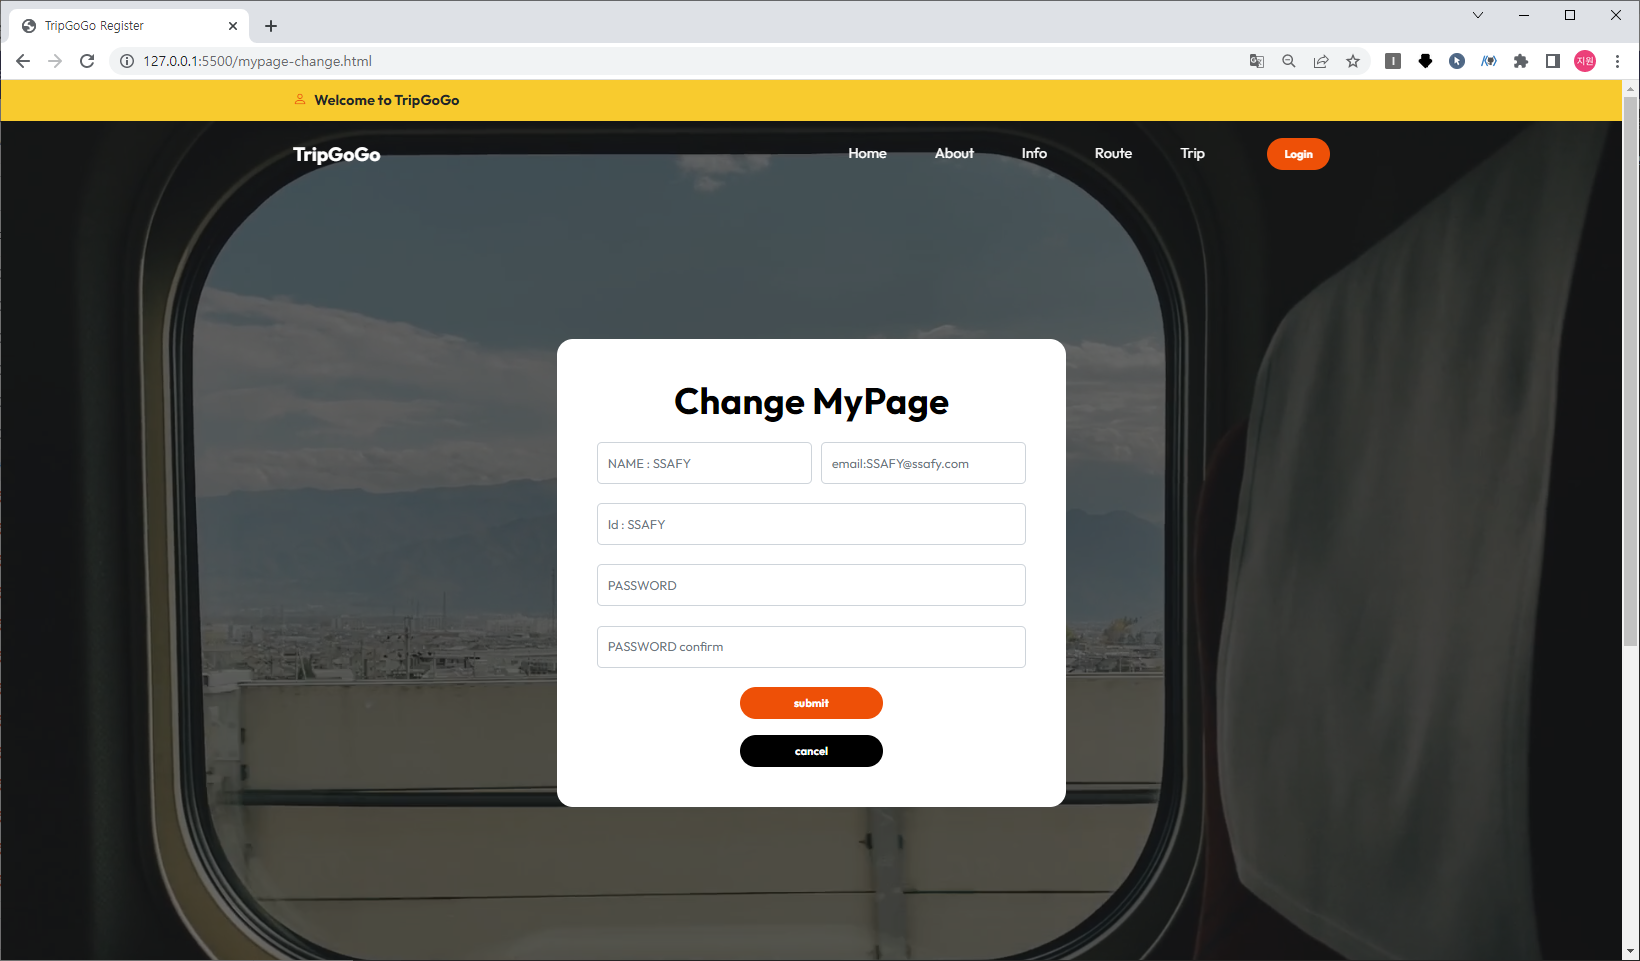 TripGoGo Register
127.0.0.1:5500/mypage-change.html
지원
Welcome to TripGoGo
TripGoGo
Home
About
Info
Route
Trip
Login
Change MyPage
NAME : SSAFY
email:SSAFY@ssafy.com
Id : SSAFY
PASSWORD
PASSWORD confirm
submit
cancel